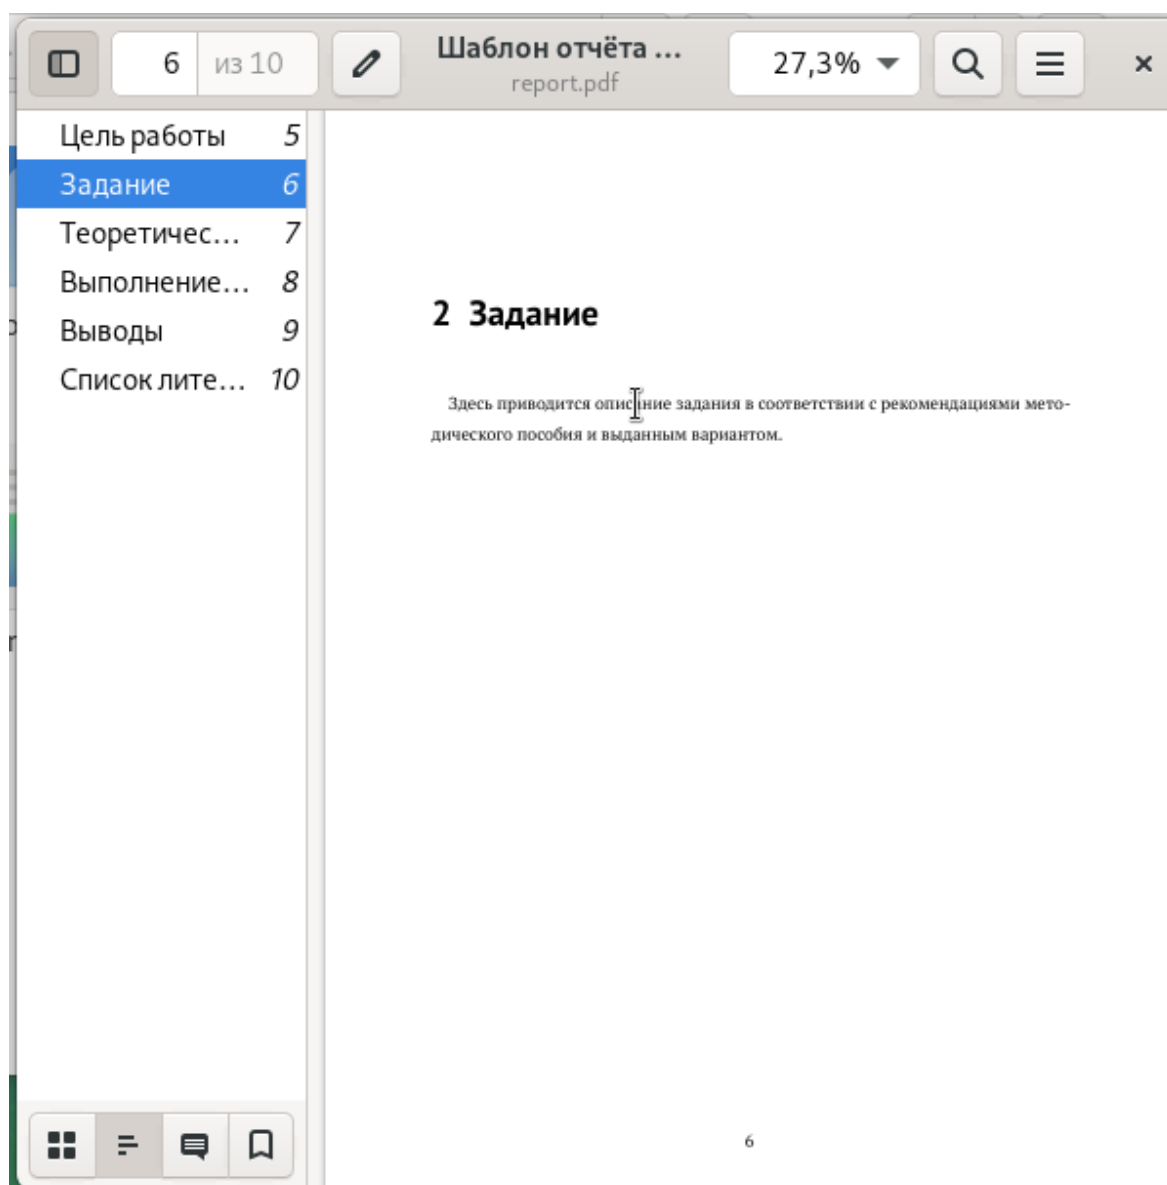 6 из 10
Шаблон отчёта ...
report.pdf
27,3%
Цель работы 5
Задание 6
Теоретичес... 7
Выполнение... 8
Выводы 9
Список лите... 10
2 Задание
Здесь приводится описание задания в соответствии с рекомендациями мето-
дического пособия и выданным вариантом.
6